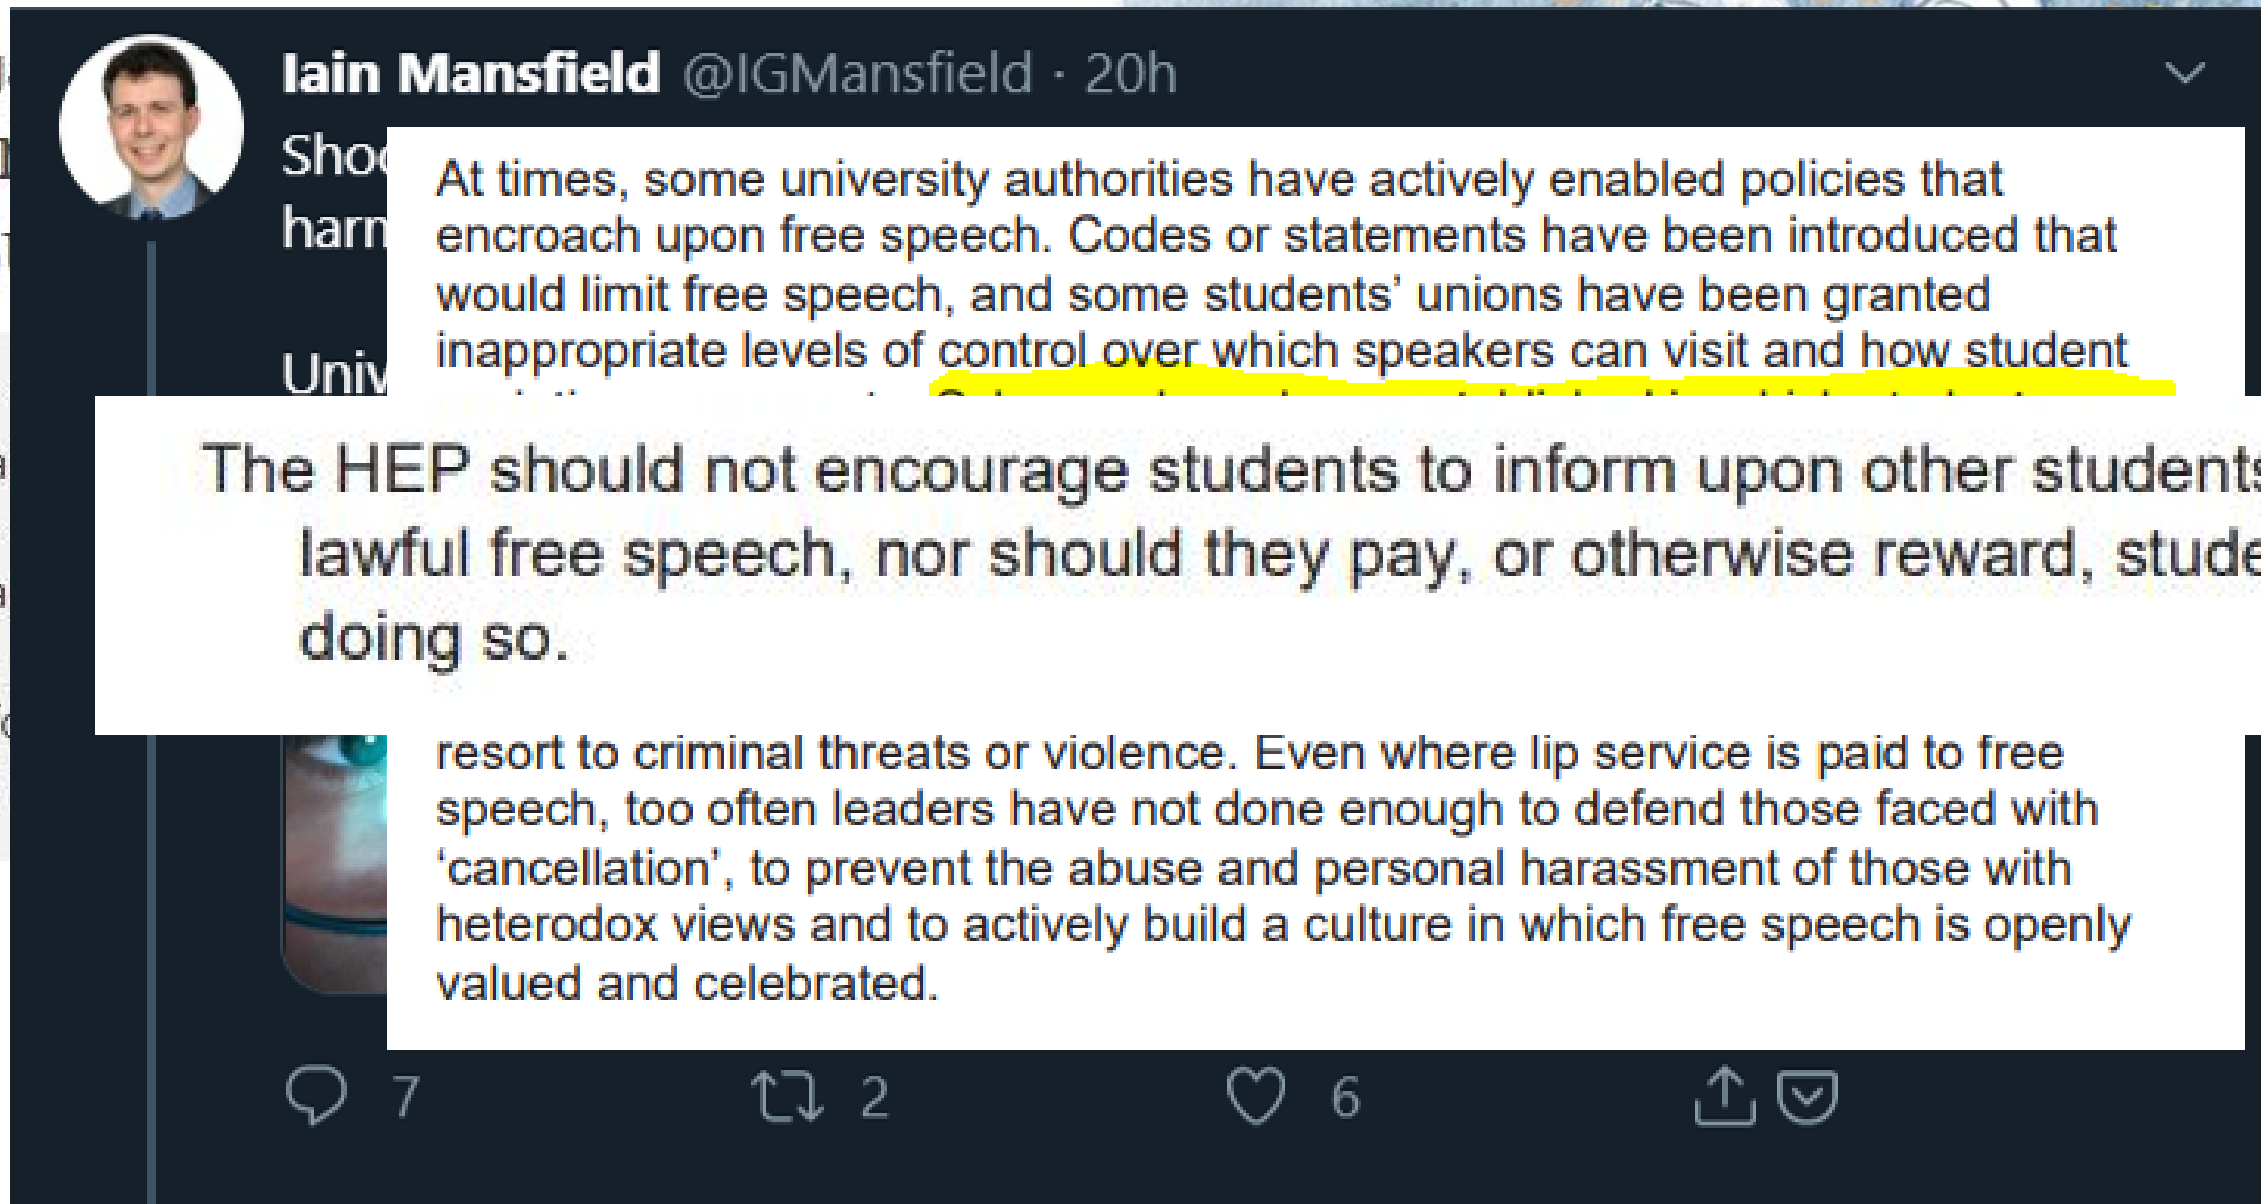 Iain Mansfield @IGMansfield · 20h
At times, some university authorities have actively enabled policies that
encroach upon free speech. Codes or statements have been introduced that
would limit free speech, and some students’ unions have been granted
inappropriate levels of control over which speakers can visit and how student
The HEP should not encourage students to inform upon other students
lawful free speech, nor should they pay, or otherwise reward, stude
doing so.
resort to criminal threats or violence. Even where lip service is paid to free
speech, too often leaders have not done enough to defend those faced with
‘cancellation’, to prevent the abuse and personal harassment of those with
heterodox views and to actively build a culture in which free speech is openly
valued and celebrated.
7 2 6